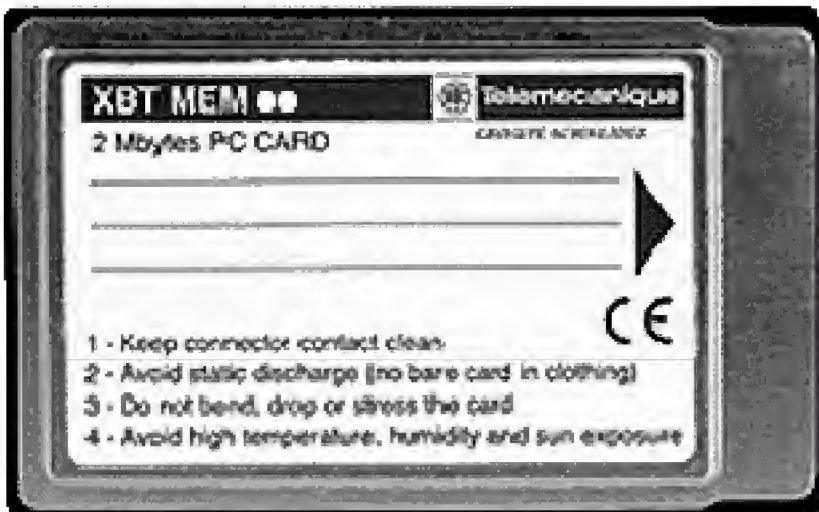 XBT MEM ●● Telemecanique
2 Mbytes PC CARD GROUPE SCHNEIDER
1 - Keep connector contact clean
2 - Avoid static discharge (no bare card in clothing)
3 - Do not bend, drop or stress the card
4 - Avoid high temperature, humidity and sun exposure
CE